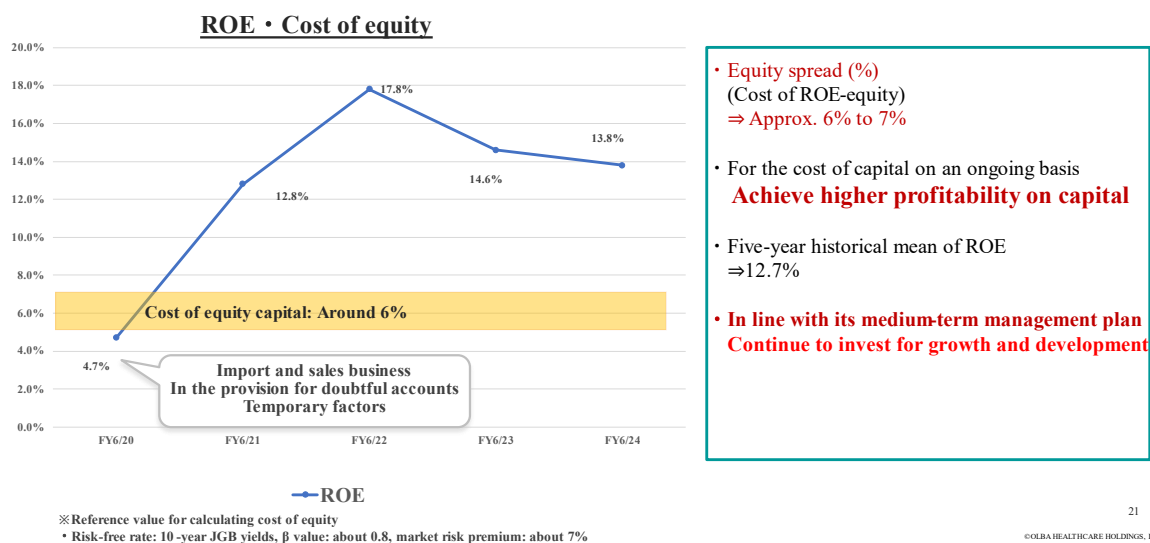 ROE・Cost of equity
20.0%
18.0%
16.0%
14.0%
12.0%
10.0%
8.0%
6.0%
4.0%
2.0%
0.0%
17.8%
13.8%
14.6%
12.8%
Cost of equity capital: Around 6%
4.7%
Import and sales business
In the provision for doubtful accounts
Temporary factors
FY6/20 FY6/21 FY6/22 FY6/23 FY6/24
ROE
※Reference value for calculating cost of equity
・Risk-free rate: 10 -year JGB yields, β value: about 0.8, market risk premium: about 7%
・Equity spread (%)
(Cost of ROE-equity)
⇒ Approx. 6% to 7%
・For the cost of capital on an ongoing basis
Achieve higher profitability on capital
・Five-year historical mean of ROE
⇒12.7%
・In line with its medium-term management plan
Continue to invest for growth and development
21
©OLBA HEALTHCARE HOLDINGS,